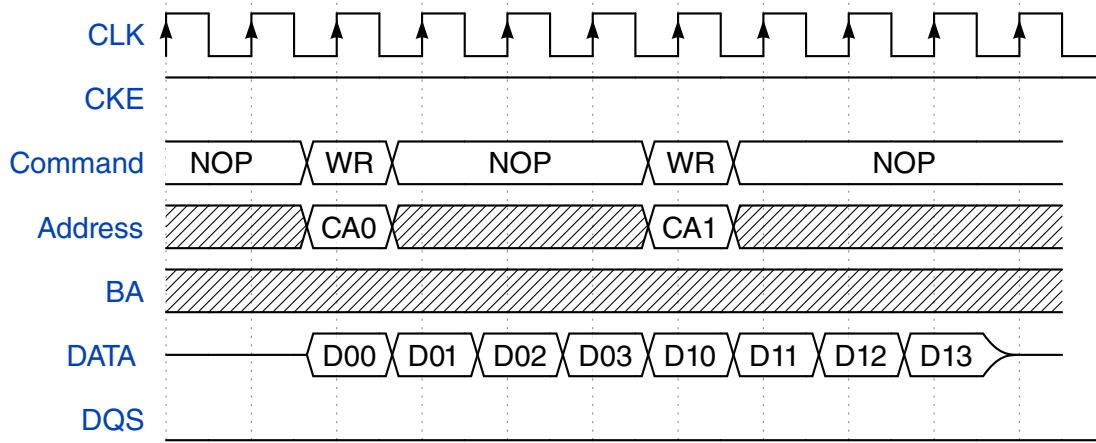 CLK
CKE
Command NOP WR NOP WR NOP
Address CA0 CA1
BA
DATA D00 D01 D02 D03 D10 D11 D12 D13
DQS